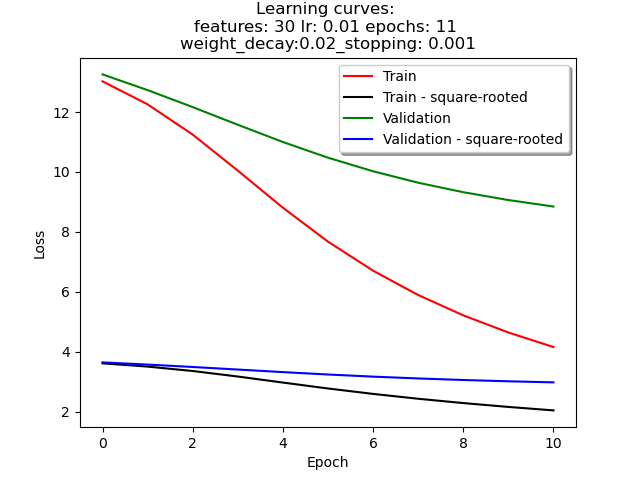 Learning curves:
features: 30 lr: 0.01 epochs: 11
weight_decay:0.02_stopping: 0.001
Train
Train - square-rooted
Validation
Validation - square-rooted
12
10
8
6
4
2
Loss
0
2
4
6
8
10
Epoch